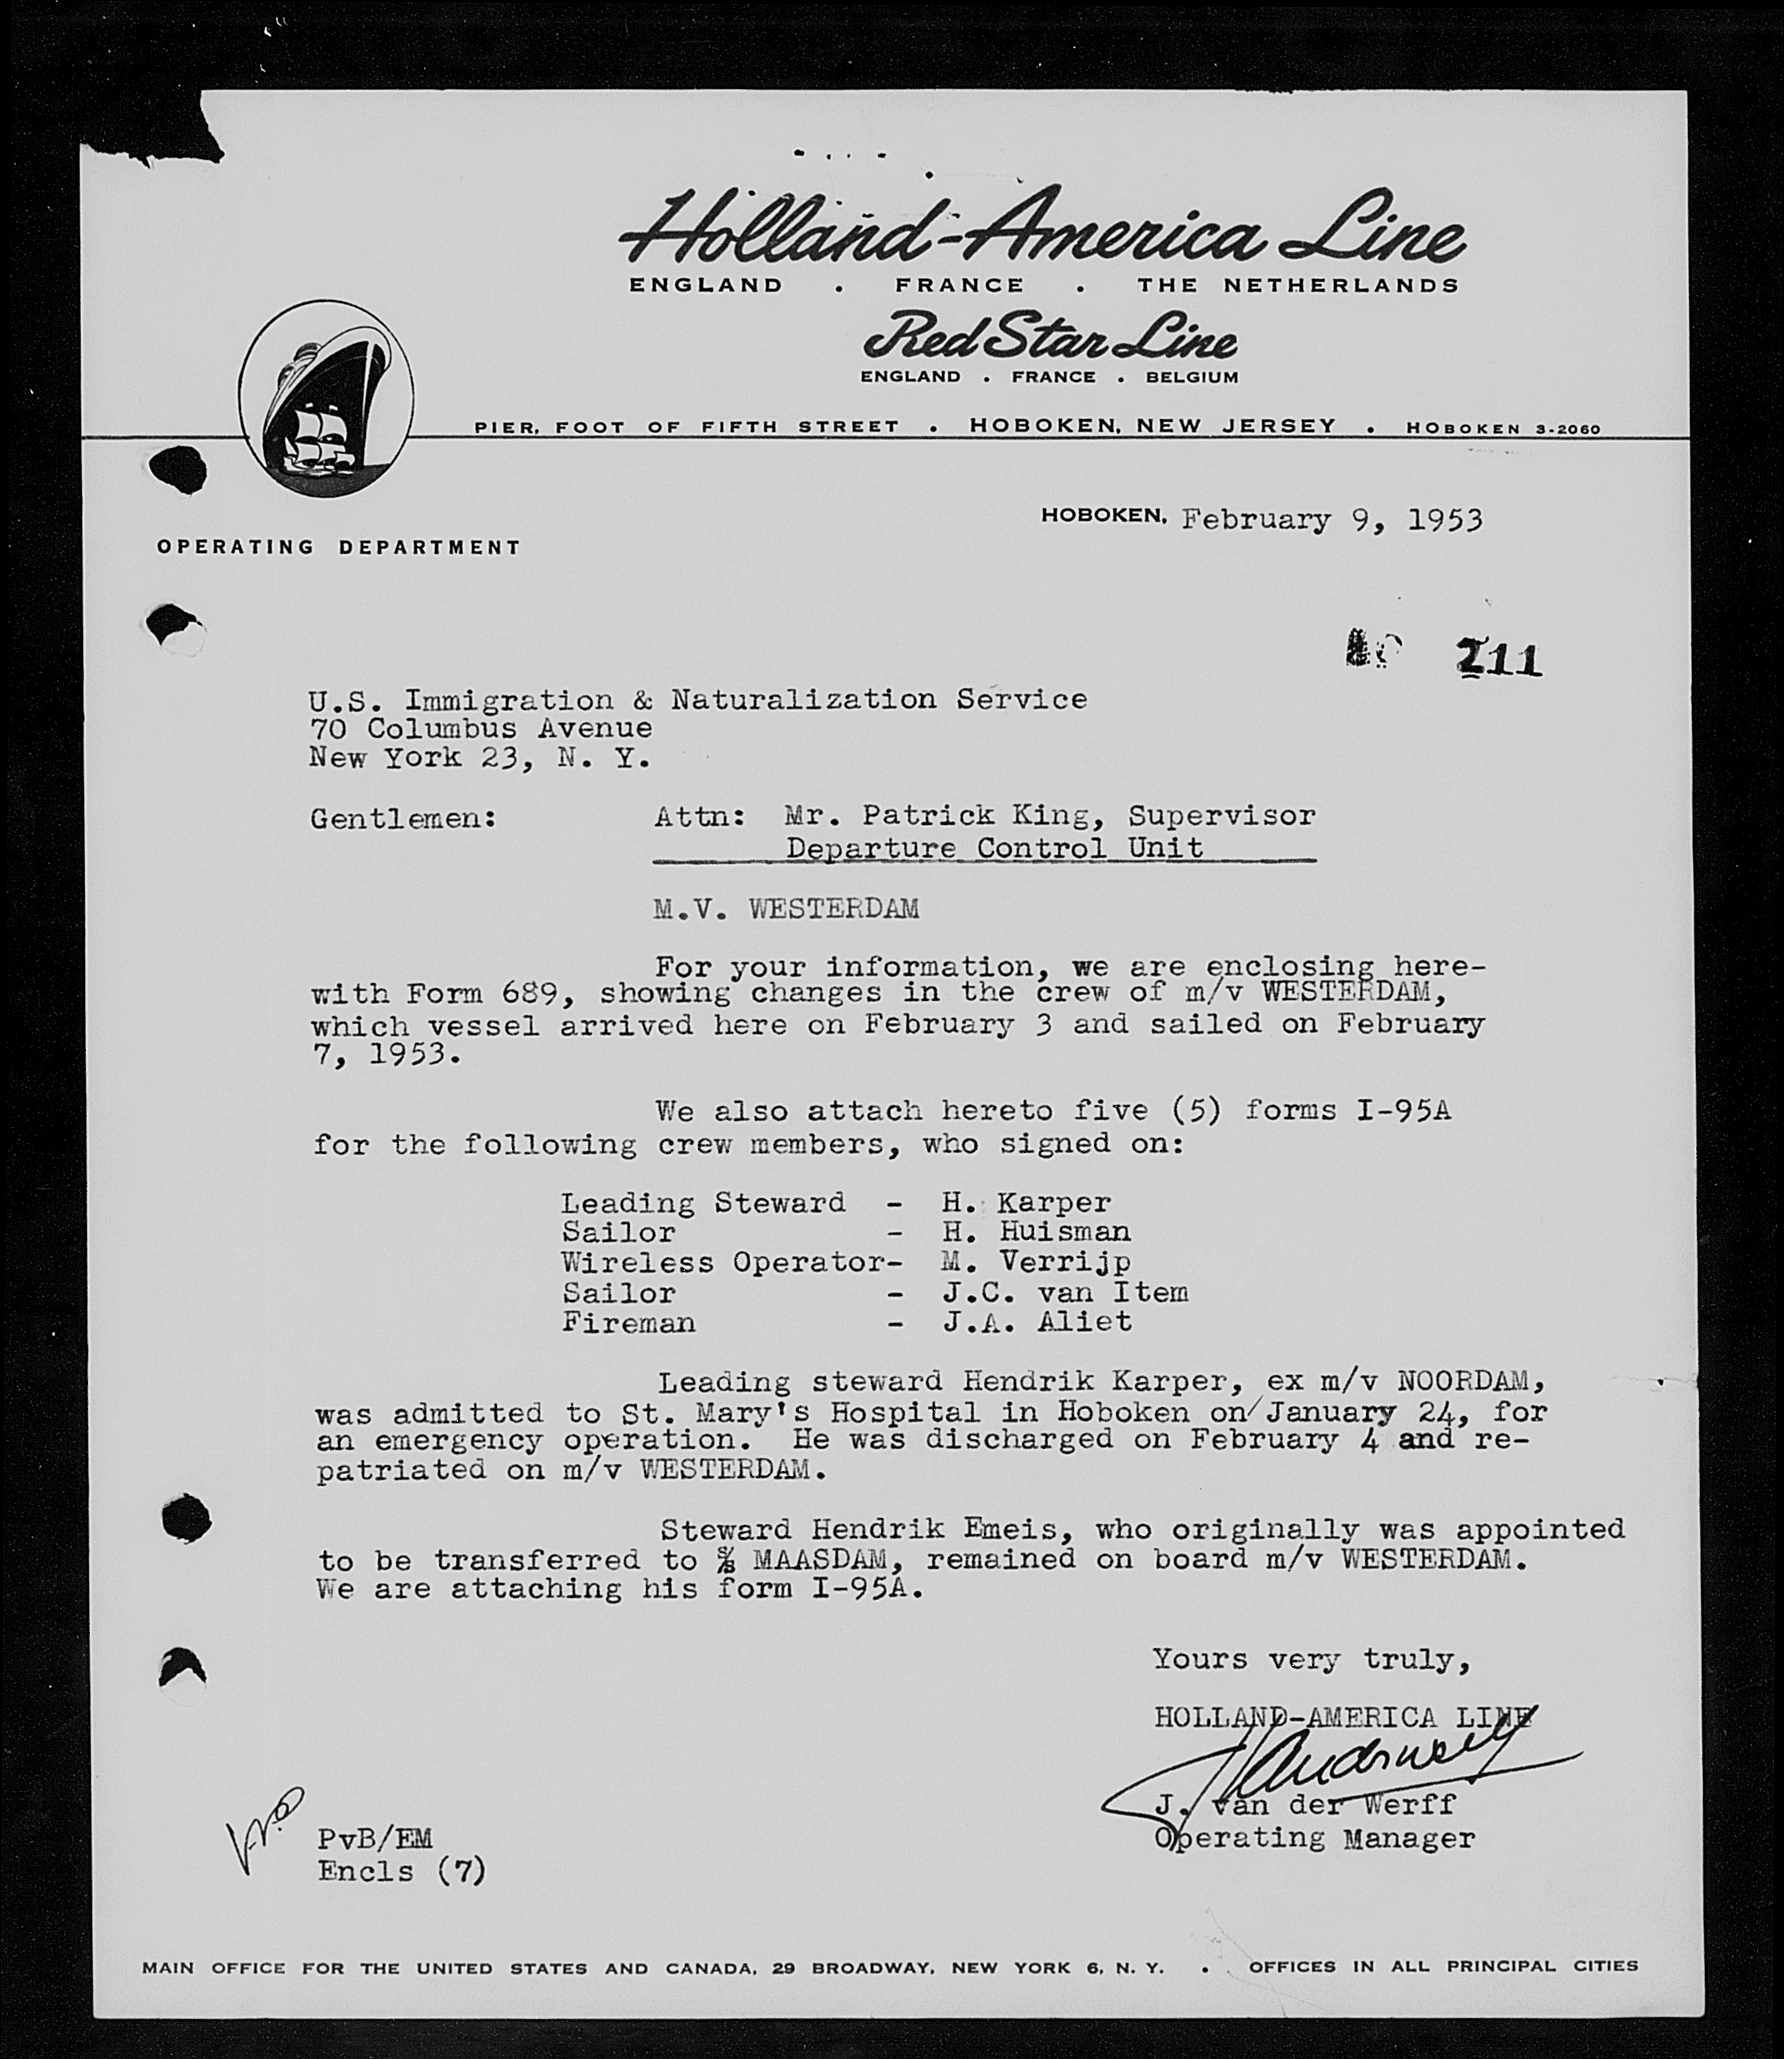 Holland-America Line
ENGLAND . FRANCE . THE NETHERLANDS
Red Star Line
ENGLAND . FRANCE . BELGIUM
PIER, FOOT OF FIFTH STREET . HOBOKEN, NEW JERSEY . HOBOKEN 3-2060
HOBOKEN, February 9, 1953
OPERATING DEPARTMENT
211
U.S. Immigration & Naturalization Service
70 Columbus Avenue
New York 23, N. Y.
Gentlemen: Attn: Mr. Patrick King, Supervisor
Departure Control Unit
M.V. WESTERDAM
For your information, we are enclosing here-
with Form 689, showing changes in the crew of m/v WESTERDAM,
which vessel arrived here on February 3 and sailed on February
7, 1953.
We also attach hereto five (5) forms I-95A
for the following crew members, who signed on:
Leading Steward - H. Karper
Sailor - H. Huisman
Wireless Operator- M. Verrijp
Sailor - J.C. van Item
Fireman - J.A. Aliet
Leading steward Hendrik Karper, ex m/v NOORDAM,
was admitted to St. Mary's Hospital in Hoboken on January 24, for
an emergency operation. He was discharged on February 4 and re-
patriated on m/v WESTERDAM.
Steward Hendrik Emeis, who originally was appointed
to be transferred to MAASDAM, remained on board m/v WESTERDAM.
We are attaching his form I-95A.
Yours very truly,
HOLLAND-AMERICA LINE
J. van der Werff
Operating Manager
PvB/EM
Encls (7)
MAIN OFFICE FOR THE UNITED STATES AND CANADA, 29 BROADWAY, NEW YORK 6, N. Y. . OFFICES IN ALL PRINCIPAL CITIES